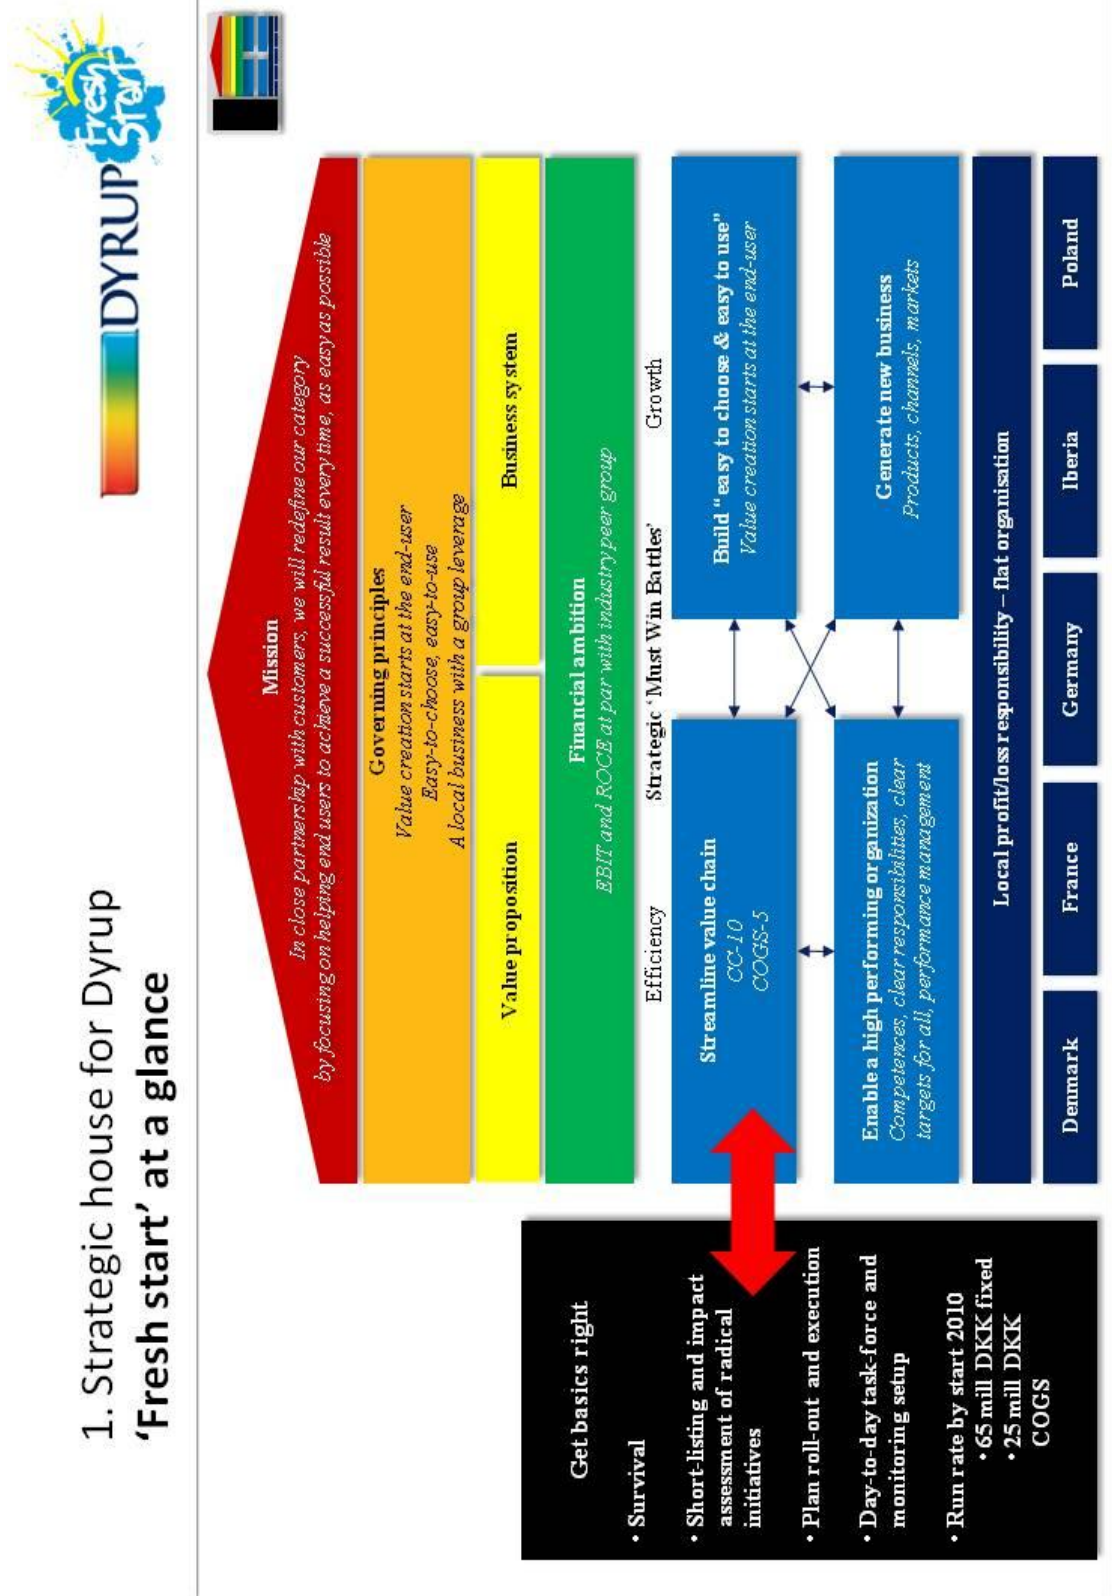 1. Strategic house for Dyrup
‘Fresh start’ at a glance
DYRUP
Fresh
Start
Mission
In close partnership with customers, we will redefine our category
by focusing on helping end users to achieve a successful result every time, as easy as possible
Governing principles
Value creation starts at the end-user
Easy-to-choose, easy-to-use
A local business with a group leverage
Value proposition
Business system
Financial ambition
EBIT and ROCE at par with industry peer group
Efficiency
Strategic ‘Must Win Battles’
Growth
Streamline value chain
CC-10
COGS-5
Build "easy to choose & easy to use"
Value creation starts at the end-user
Enable a high performing organization
Competences, clear responsibilities, clear
targets for all, performance management
Generate new business
Products, channels, markets
Local profit/loss responsibility – flat organisation
Denmark
France
Germany
Iberia
Poland
Get basics right
• Survival
• Short-listing and impact
assessment of radical
initiatives
• Plan roll-out and execution
• Day-to-day task-force and
monitoring setup
• Run rate by start 2010
• 65 mill DKK fixed
• 25 mill DKK
COGS